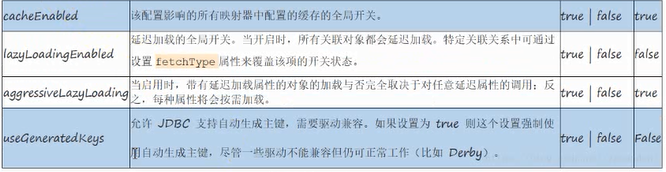 cacheEnabled 该配置影响的所有映射器中配置的缓存的全局开关。 true | false true
延迟加载的全局开关。当开启时，所有关联对象都会延迟加载。特定关联关系中可通过
lazyLoadingEnabled 设置 fetchType 属性来覆盖该项的开关状态。 true | false false
当启用时，带有延迟加载属性的对象的加载与否完全取决于对任意延迟属性的调用；反
aggressiveLazyLoading 之，每种属性将会按需加载。 true | false true
允许 JDBC 支持自动生成主键，需要驱动兼容。如果设置为 true 则这个设置强制使
useGeneratedKeys 用自动生成主键，尽管一些驱动不能兼容但仍可正常工作（比如 Derby）。 true | false False